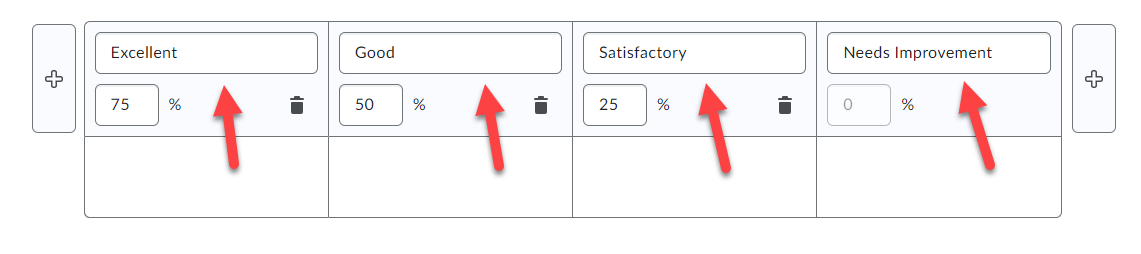 Excellent Good Satisfactory Needs Improvement
75 % 50 % 25 % 0 %